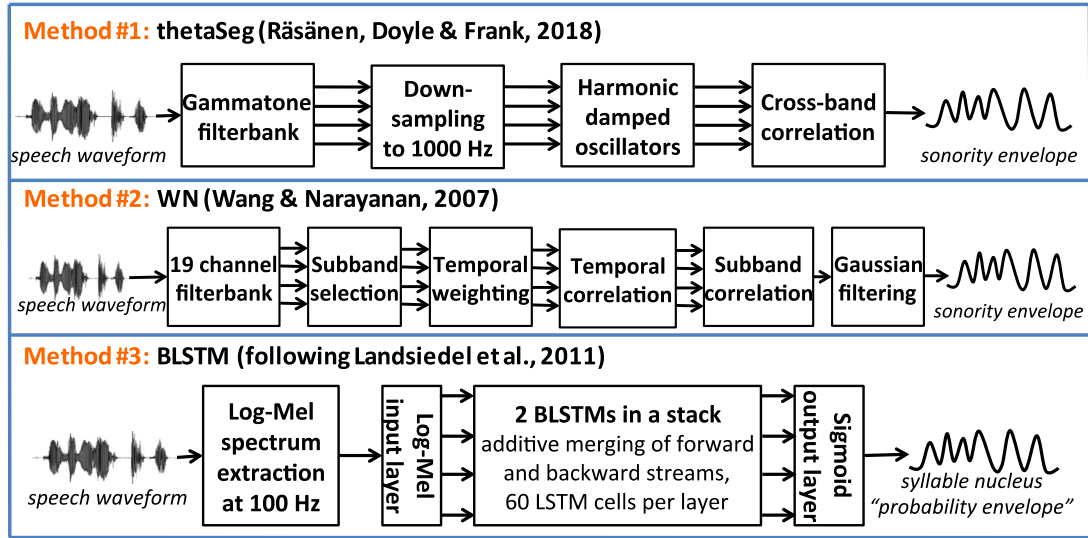 Method #1: thetaSeg (Räsänen, Doyle & Frank, 2018)
speech waveform
Gammatone
filterbank
Down-
sampling
to 1000 Hz
Harmonic
damped
oscillators
Cross-band
correlation
sonority envelope
Method #2: WN (Wang & Narayanan, 2007)
speech waveform
19 channel
filterbank
Subband
selection
Temporal
weighting
Temporal
correlation
Subband
correlation
Gaussian
filtering
sonority envelope
Method #3: BLSTM (following Landsiedel et al., 2011)
speech waveform
Log-Mel
spectrum
extraction
at 100 Hz
Log-Mel
input layer
2 BLSTMs in a stack
additive merging of forward
and backward streams,
60 LSTM cells per layer
Sigmoid
output layer
syllable nucleus
“probability envelope”